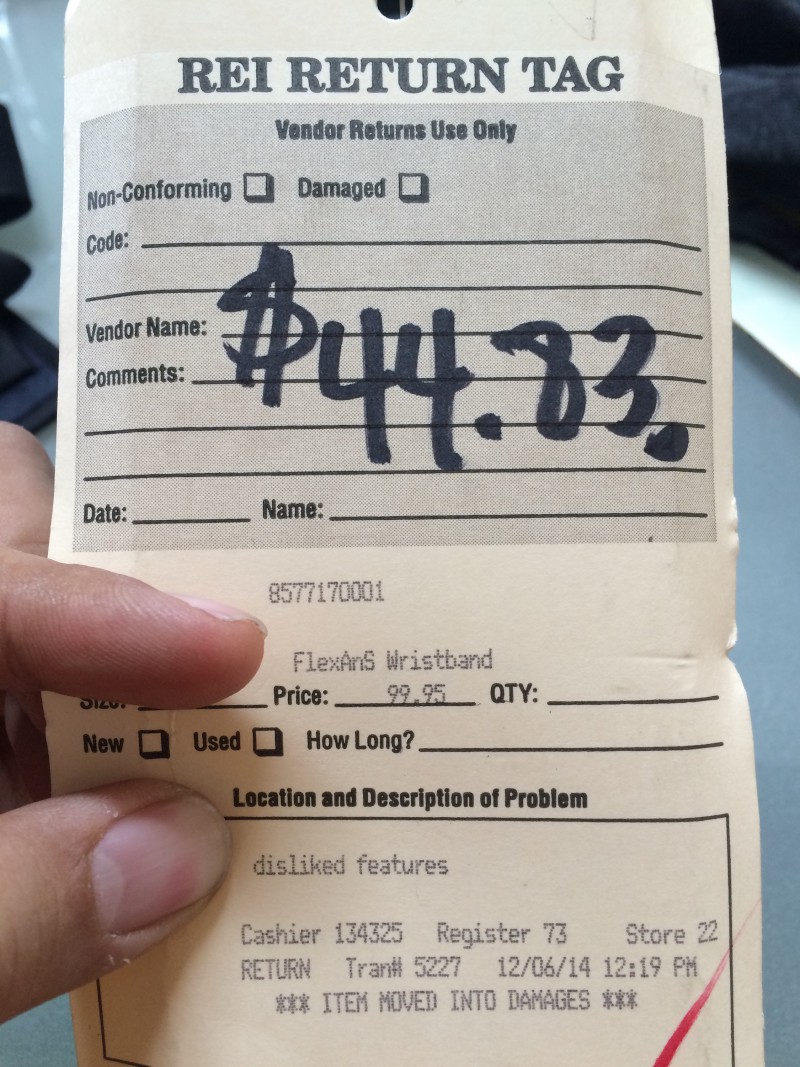 REI RETURN TAG
Vendor Returns Use Only
Non-Conforming Damaged
Code:
Vendor Name:
$44.83.
Comments:
Date: Name:
8577170001
FlexAnS Wristband
Size: Price: 99.95 QTY:
New Used How Long?
Location and Description of Problem
disliked features
Cashier 134325 Register 73 Store 22
RETURN Tran# 5227 12/06/14 12:19 PM
*** ITEM MOVED INTO DAMAGES ***